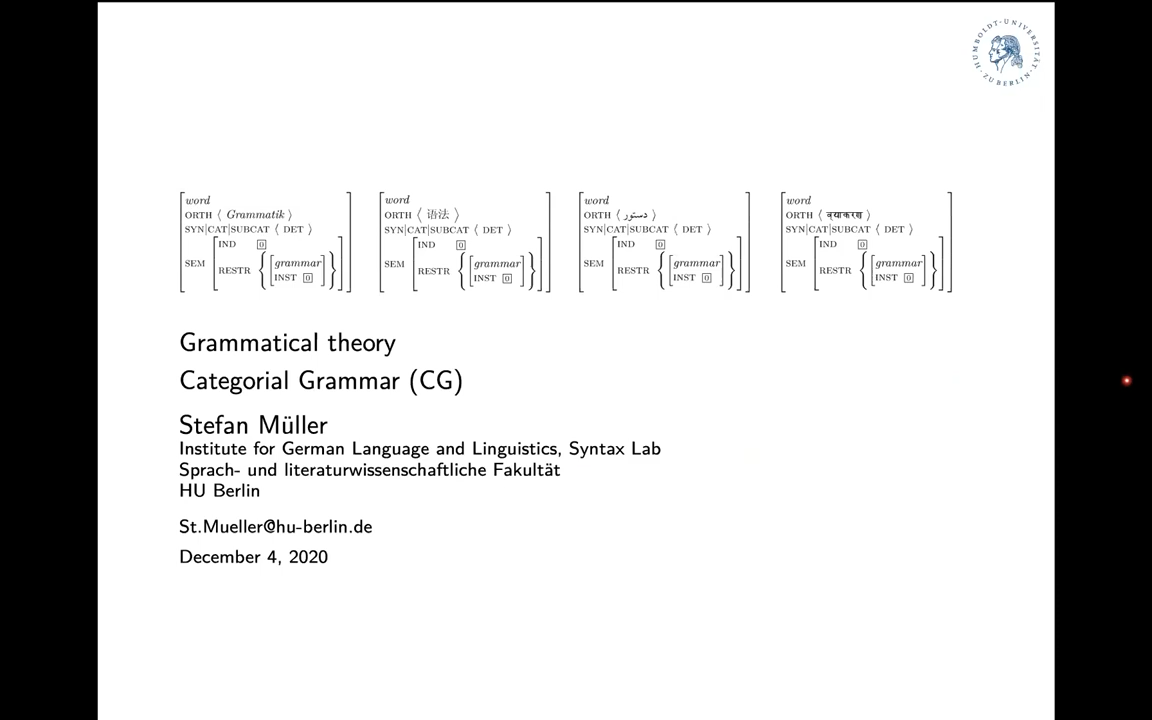 HUMBOLDT-UNIVERSITÄT ZU BERLIN
word
ORTH ⟨ Grammatik ⟩
SYN|CAT|SUBCAT ⟨ DET ⟩
SEM
IND 0
RESTR
grammar
INST 0
word
ORTH ⟨ 语法 ⟩
SYN|CAT|SUBCAT ⟨ DET ⟩
SEM
IND 0
RESTR
grammar
INST 0
word
ORTH ⟨ دستور ⟩
SYN|CAT|SUBCAT ⟨ DET ⟩
SEM
IND 0
RESTR
grammar
INST 0
word
ORTH ⟨ व्याकरण ⟩
SYN|CAT|SUBCAT ⟨ DET ⟩
SEM
IND 0
RESTR
grammar
INST 0
Grammatical theory
Categorial Grammar (CG)
Stefan Müller
Institute for German Language and Linguistics, Syntax Lab
Sprach- und literaturwissenschaftliche Fakultät
HU Berlin
St.Mueller@hu-berlin.de
December 4, 2020